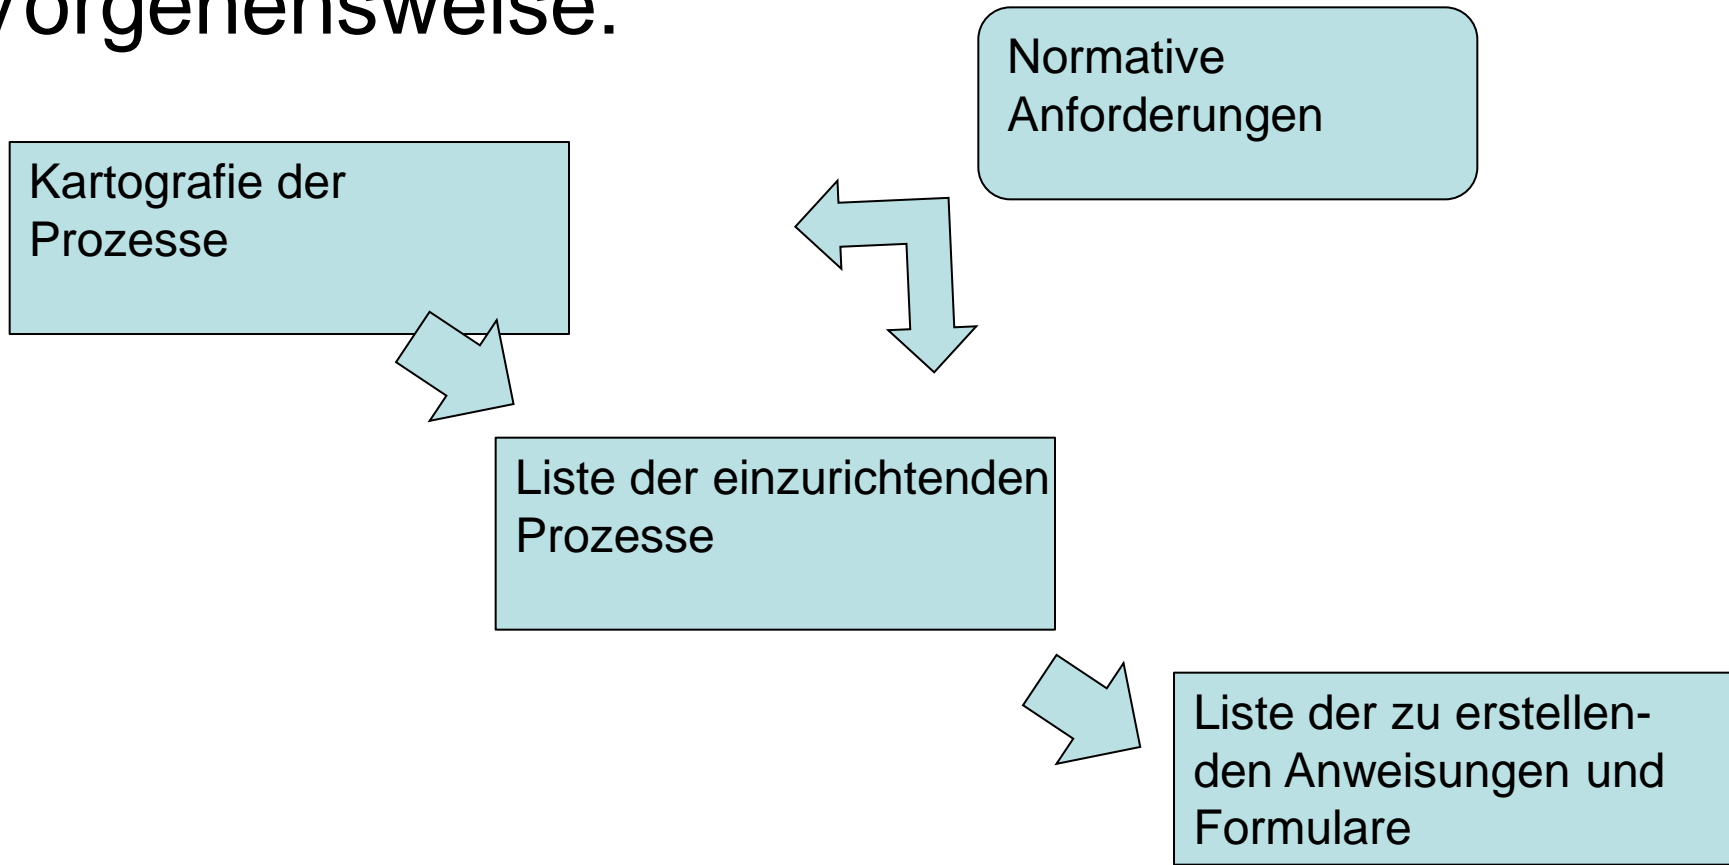 Vorgehensweise:
Normative
Anforderungen
Kartografie der
Prozesse
Liste der einzurichtenden
Prozesse
Liste der zu erstellen-
den Anweisungen und
Formulare